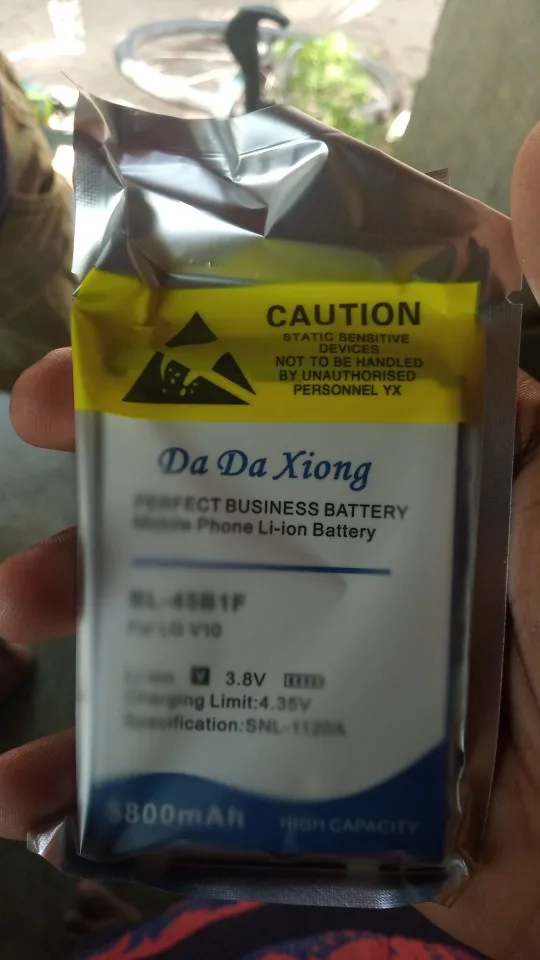 CAUTION
STATIC SENSITIVE
DEVICES
NOT TO BE HANDLED
BY UNAUTHORISED
PERSONNEL YX
Da Da Xiong
PERFECT BUSINESS BATTERY
Mobile Phone Li-ion Battery
BL-45B1F
For LG V10
Li-ion 3.8V
Charging Limit:4.35V
Specification:SNL-1120A
HIGH CAPACITY